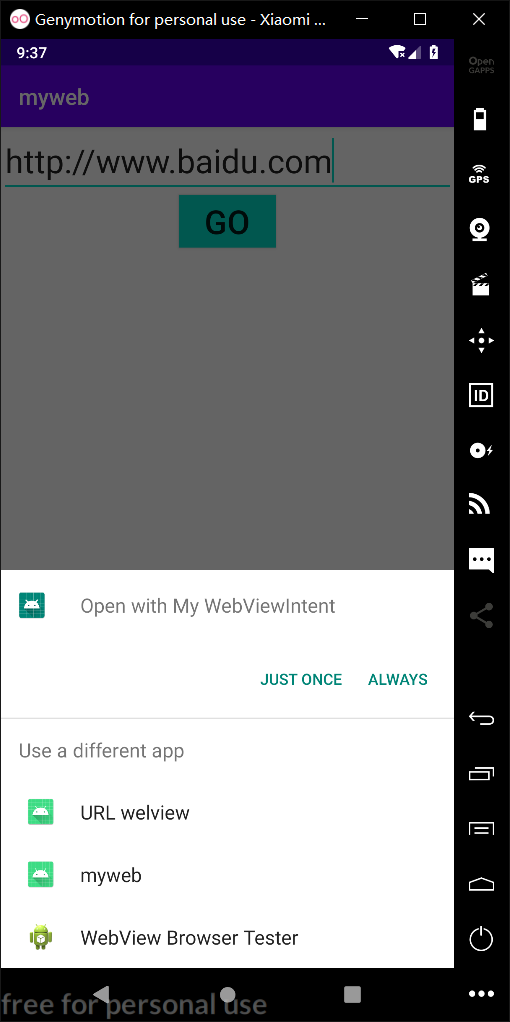 Genymotion for personal use - Xiaomi ...
9:37
Open
GAPPS
myweb
http://www.baidu.com
GPS
GO
ID
Open with My WebViewIntent
JUST ONCE
ALWAYS
Use a different app
URL welview
myweb
WebView Browser Tester
free for personal use